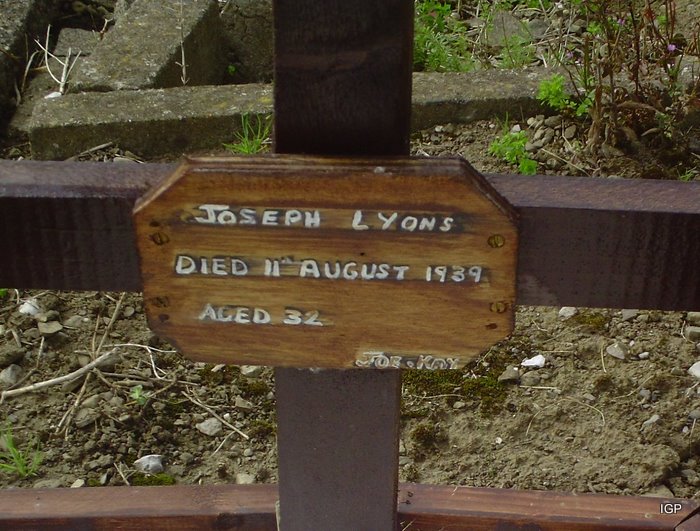 JOSEPH LYONS
DIED 11TH AUGUST 1939
AGED 32
JOE.KAY
IGP